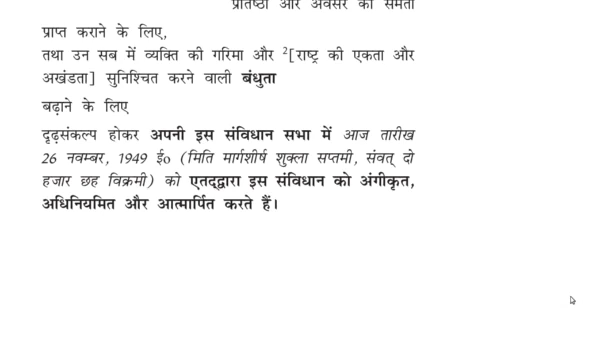 प्रतिष्ठा और अवसर की समता
प्राप्त कराने के लिए,
तथा उन सब में व्यक्ति की गरिमा और ²[राष्ट्र की एकता और
अखंडता] सुनिश्चित करने वाली बंधुता
बढ़ाने के लिए
दृढ़संकल्प होकर अपनी इस संविधान सभा में आज तारीख
26 नवम्बर, 1949 ई० (मिति मार्गशीर्ष शुक्ला सप्तमी, संवत् दो
हजार छह विक्रमी) को एतद्द्वारा इस संविधान को अंगीकृत,
अधिनियमित और आत्मार्पित करते हैं।